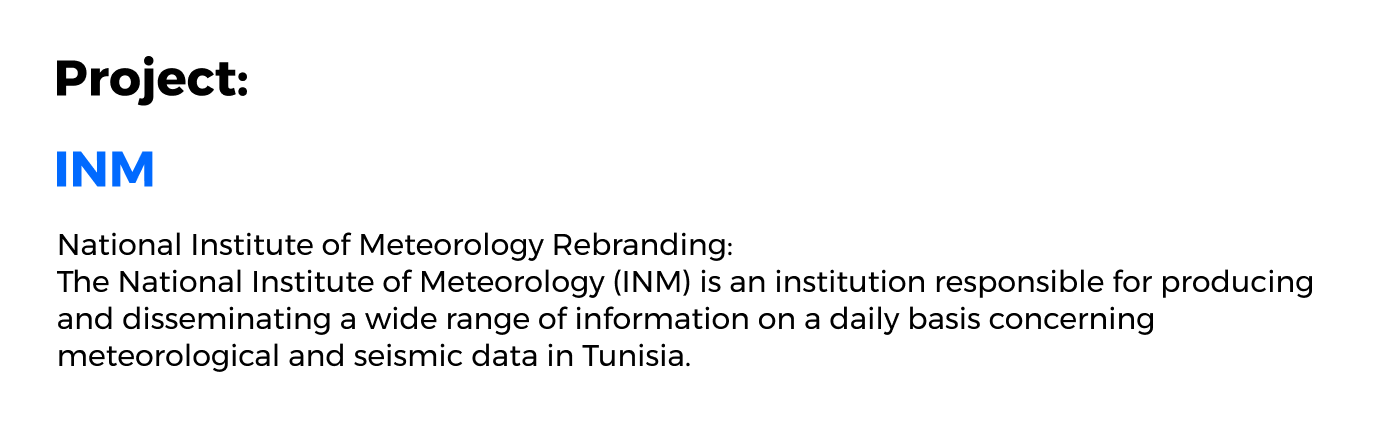 Project:
INM
National Institute of Meteorology Rebranding:
The National Institute of Meteorology (INM) is an institution responsible for producing
and disseminating a wide range of information on a daily basis concerning
meteorological and seismic data in Tunisia.